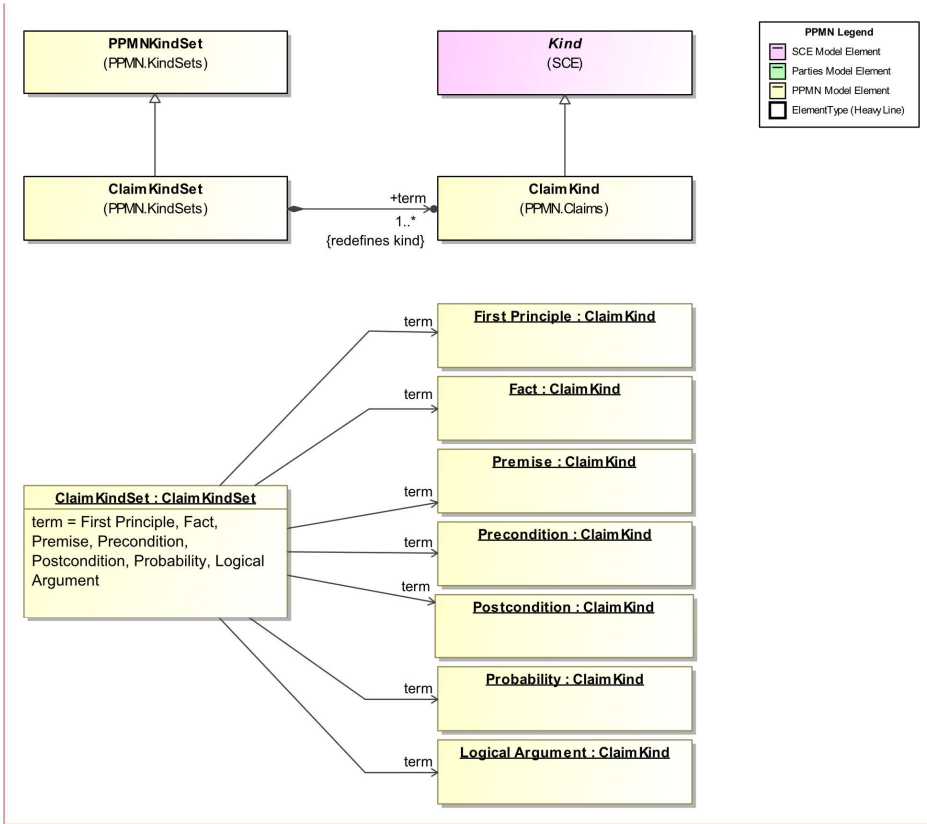 PPMNKindSet
(PPMN.KindSets)
Kind
(SCE)
PPMN Legend
SCE Model Element
Parties Model Element
PPMN Model Element
ElementType (Heavy Line)
ClaimKindSet
(PPMN.KindSets)
+term
1..*
{redefines kind}
ClaimKind
(PPMN.Claims)
term
First Principle : ClaimKind
term
Fact : ClaimKind
term
Premise : ClaimKind
ClaimKindSet : ClaimKindSet
term = First Principle, Fact,
Premise, Precondition,
Postcondition, Probability, Logical
Argument
term
Precondition : ClaimKind
term
Postcondition : ClaimKind
term
Probability : ClaimKind
term
Logical Argument : ClaimKind